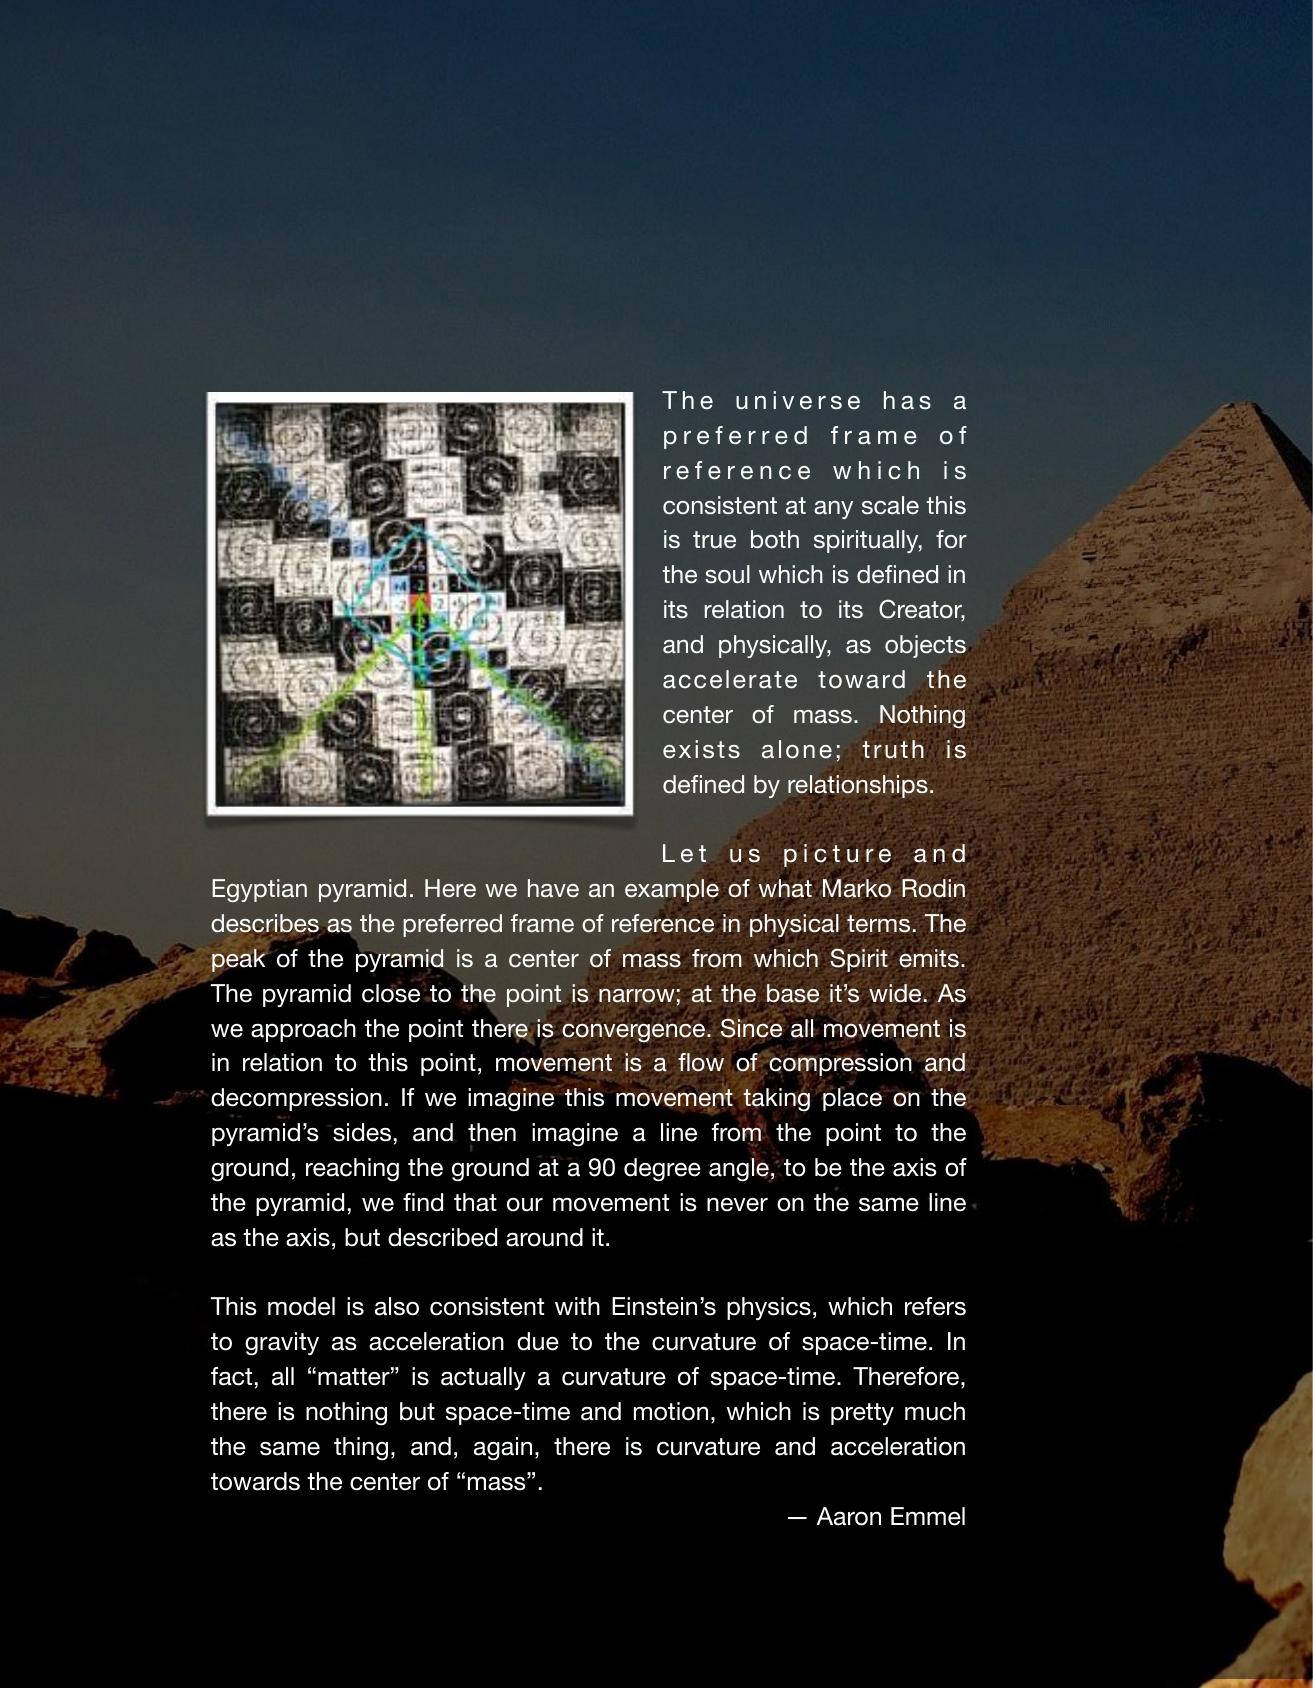 The universe has a
preferred frame of
reference which is
consistent at any scale this
is true both spiritually, for
the soul which is defined in
its relation to its Creator,
and physically, as objects
accelerate toward the
center of mass. Nothing
exists alone; truth is
defined by relationships.
Let us picture and
Egyptian pyramid. Here we have an example of what Marko Rodin
describes as the preferred frame of reference in physical terms. The
peak of the pyramid is a center of mass from which Spirit emits.
The pyramid close to the point is narrow; at the base it’s wide. As
we approach the point there is convergence. Since all movement is
in relation to this point, movement is a flow of compression and
decompression. If we imagine this movement taking place on the
pyramid’s sides, and then imagine a line from the point to the
ground, reaching the ground at a 90 degree angle, to be the axis of
the pyramid, we find that our movement is never on the same line
as the axis, but described around it.
This model is also consistent with Einstein’s physics, which refers
to gravity as acceleration due to the curvature of space-time. In
fact, all “matter” is actually a curvature of space-time. Therefore,
there is nothing but space-time and motion, which is pretty much
the same thing, and, again, there is curvature and acceleration
towards the center of “mass”.
— Aaron Emmel